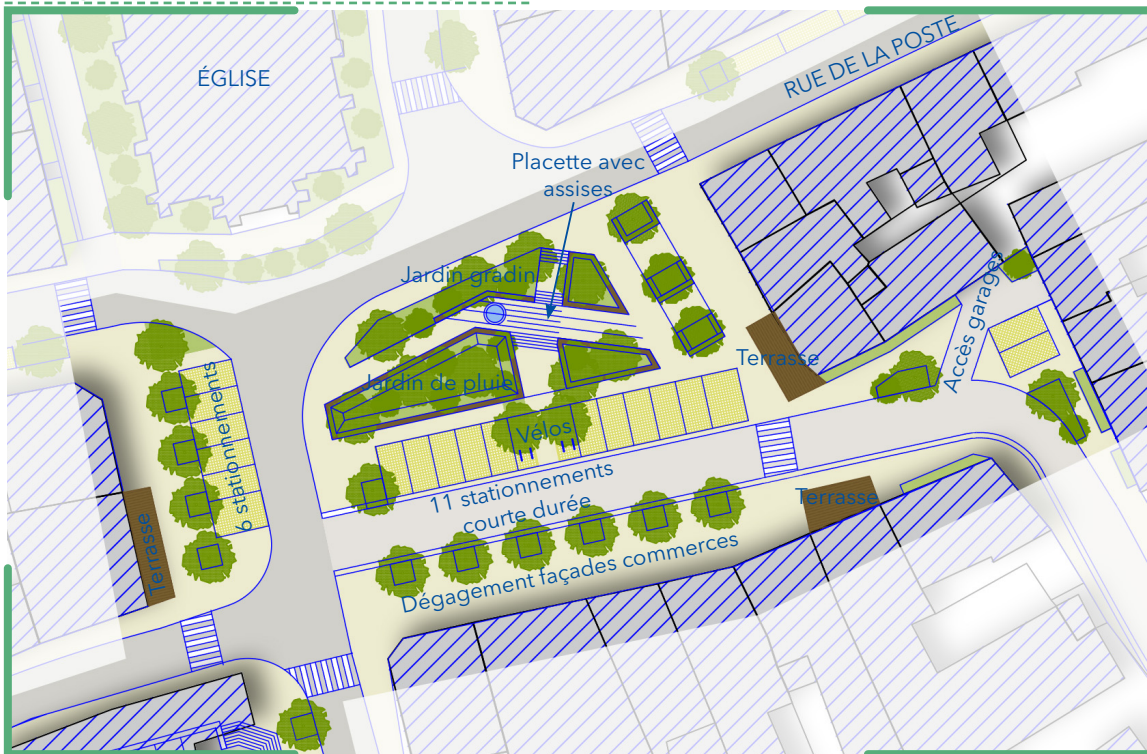 ÉGLISE
RUE DE LA POSTE
Placette avec
assises
Jardin gradin
Accès garages
Terrasse
Jardin de pluie
6 stationnements
Vélos
11 stationnements
courte durée
Terrasse
Terrasse
Dégagement façades commerces